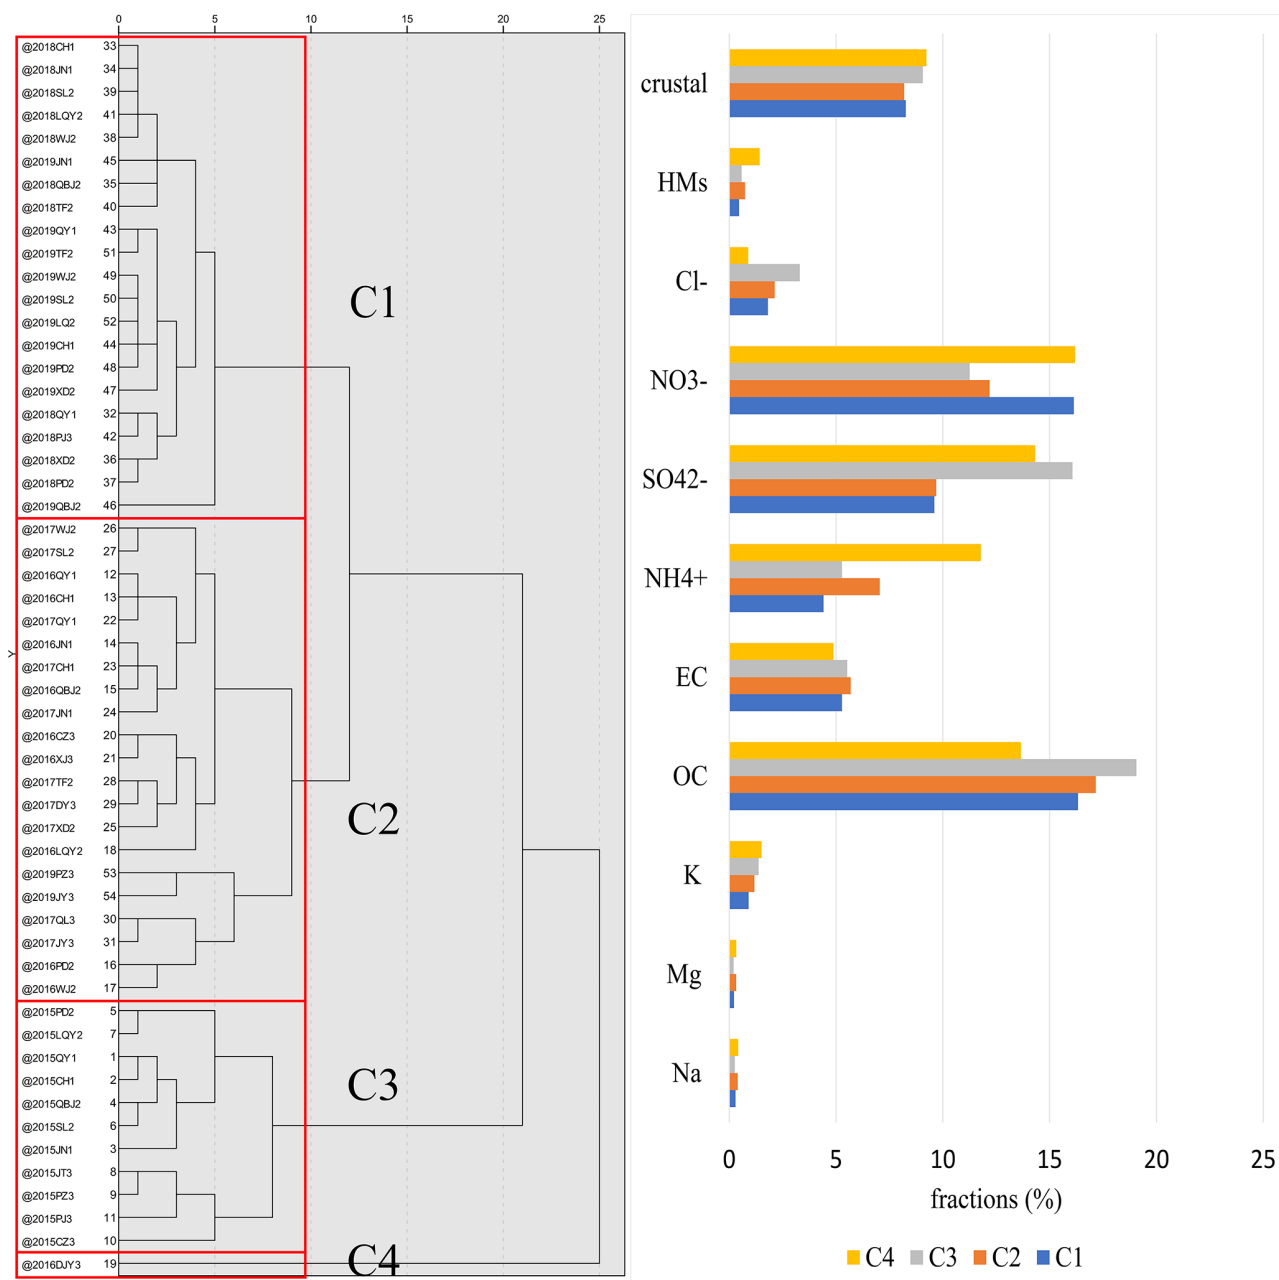 0 5 10 15 20 25
@2018CH1 33
@2018JN1 34
@2018SL2 39
@2018LQY2 41
@2018WJ2 38
@2019JN1 45
@2018QBJ2 35
@2018TF2 40
@2019QY1 43
@2019TF2 51
@2019WJ2 49
@2019SL2 50
@2019LQ2 52
@2019CH1 44
@2019PD2 48
@2019XD2 47
@2018QY1 32
@2018PJ3 42
@2018XD2 36
@2018PD2 37
@2019QBJ2 46
@2017WJ2 26
@2017SL2 27
@2016QY1 12
@2016CH1 13
@2017QY1 22
@2016JN1 14
@2017CH1 23
@2016QBJ2 15
@2017JN1 24
@2016CZ3 20
@2016XJ3 21
@2017TF2 28
@2017DY3 29
@2017XD2 25
@2016LQY2 18
@2019PZ3 53
@2019JY3 54
@2017QL3 30
@2017JY3 31
@2016PD2 16
@2016WJ2 17
@2015PD2 5
@2015LQY2 7
@2015QY1 1
@2015CH1 2
@2015QBJ2 4
@2015SL2 6
@2015JN1 3
@2015JT3 8
@2015PZ3 9
@2015PJ3 11
@2015CZ3 10
@2016DJY3 19
Y
C1
C2
C3
C4
crustal
HMs
Cl-
NO3-
SO42-
NH4+
EC
OC
K
Mg
Na
0 5 10 15 20 25
fractions (%)
C4 C3 C2 C1